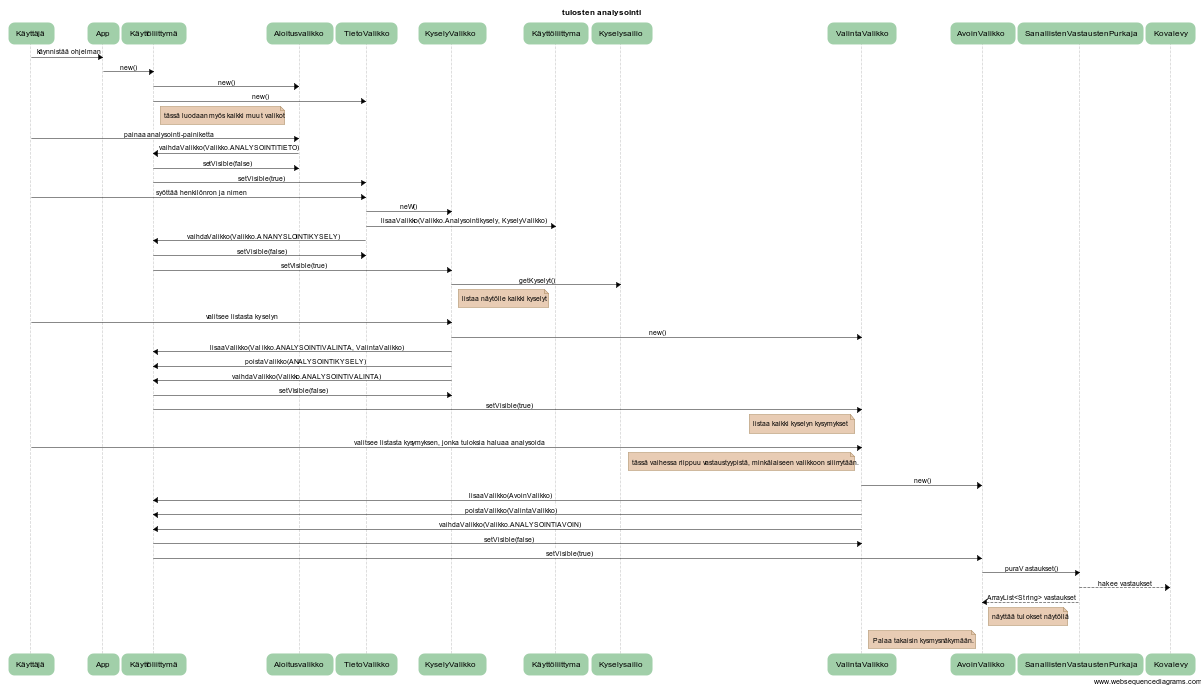 tulosten analysointi
Käyttäjä App Käyttöliittymä Aloitusvalikko TietoValikko KyselyValikko Käyttöliittyma Kyselysailio ValintaValikko AvoinValikko SanallistenVastaustenPurkaja Kovalevy
käynnistää ohjelman
new()
new()
new()
tässä luodaan myös kaikki muut valikot
painaa analysointi-painiketta
vaihdaValikko(Valikko.ANALYSOINTITIETO)
setVisible(false)
setVisible(true)
syöttää henkilönron ja nimen
neW()
lisaaValikko(Valikko.Analysointikysely, KyselyValikko)
vaihdaValikko(Valikko.ANANYSLOINTIKYSELY)
setVisible(false)
setVisible(true)
getKyselyt()
listaa näytölle kaikki kyselyt
valitsee listasta kyselyn
new()
lisaaValikko(Valikko.ANALYSOINTIVALINTA, ValintaValikko)
poistaValikko(ANALYSOINTIKYSELY)
vaihdaValikko(Valikko.ANALYSOINTIVALINTA)
setVisible(false)
setVisible(true)
listaa kaikki kyselyn kysymykset
valitsee listasta kysymyksen, jonka tuloksia haluaa analysoida
tässä vaihessa riippuu vastaustyypistä, minkälaiseen valikkoon siiirrytään.
new()
lisaaValikko(AvoinValikko)
poistaValikko(ValintaValikko)
vaihdaValikko(Valikko.ANALYSOINTIAVOIN)
setVisible(false)
setVisible(true)
puraVastaukset()
hakee vastaukset
ArrayList<String> vastaukset
näyttää tulokset näytöllä
Palaa takaisin kysmysnäkymään.
Käyttäjä App Käyttöliittymä Aloitusvalikko TietoValikko KyselyValikko Käyttöliittyma Kyselysailio ValintaValikko AvoinValikko SanallistenVastaustenPurkaja Kovalevy
www.websequencediagrams.com